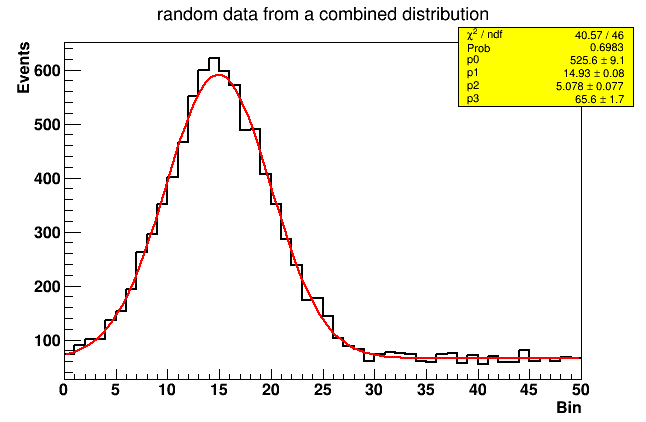 random data from a combined distribution
χ² / ndf 40.57 / 46
Prob 0.6983
p0 525.6 ± 9.1
p1 14.93 ± 0.08
p2 5.078 ± 0.077
p3 65.6 ± 1.7
Events
600
500
400
300
200
100
0 5 10 15 20 25 30 35 40 45 50
Bin